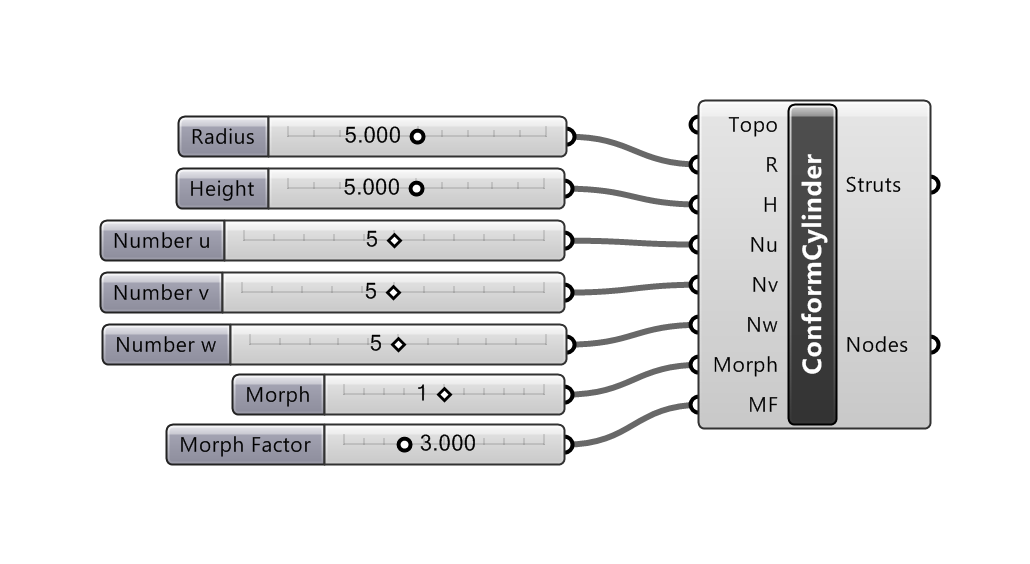 Radius 5.000
Height 5.000
Number u 5
Number v 5
Number w 5
Morph 1
Morph Factor 3.000
Topo
R
H
Nu
Nv
Nw
Morph
MF
ConformCylinder
Struts
Nodes